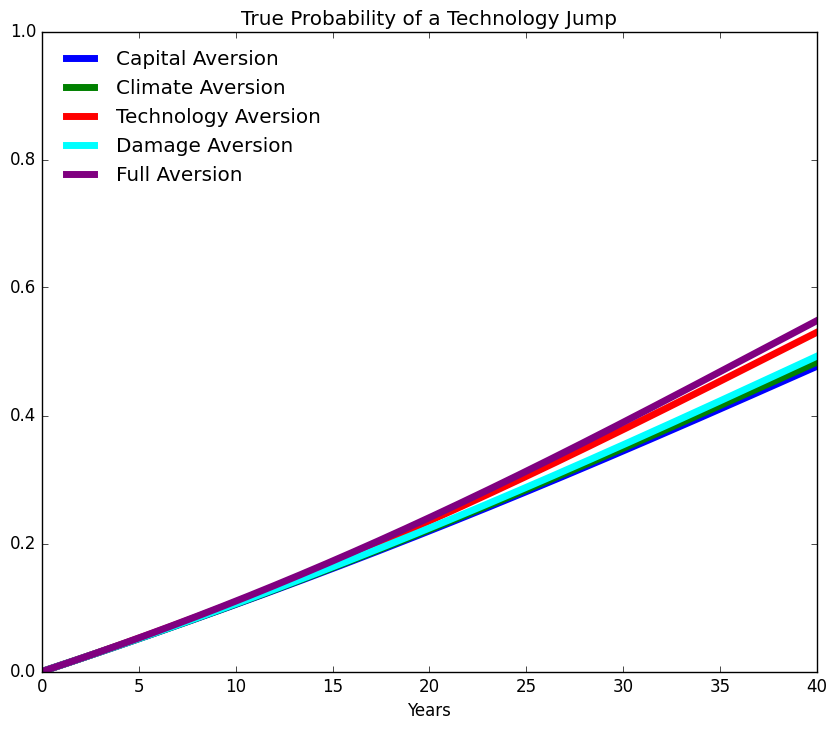 True Probability of a Technology Jump
1.0
Capital Aversion
Climate Aversion
Technology Aversion
Damage Aversion
Full Aversion
0.8
0.6
0.4
0.2
0.0
0 5 10 15 20 25 30 35 40
Years